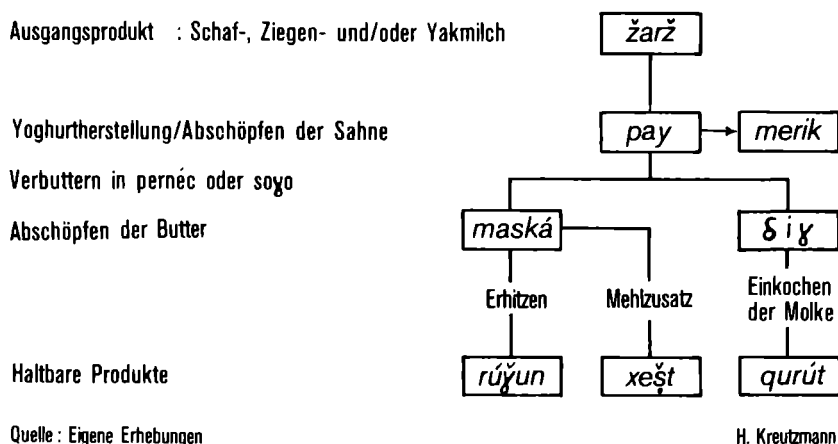 Ausgangsprodukt : Schaf-, Ziegen- und/oder Yakmilch žarž
Yoghurtherstellung/Abschöpfen der Sahne pay merik
Verbuttern in pernéc oder soɣo
Abschöpfen der Butter maská δiɣ
Erhitzen Mehlzusatz Einkochen
der Molke
Haltbare Produkte rúɣ̌un xeṣ̌t qurút
Quelle : Eigene Erhebungen H. Kreutzmann